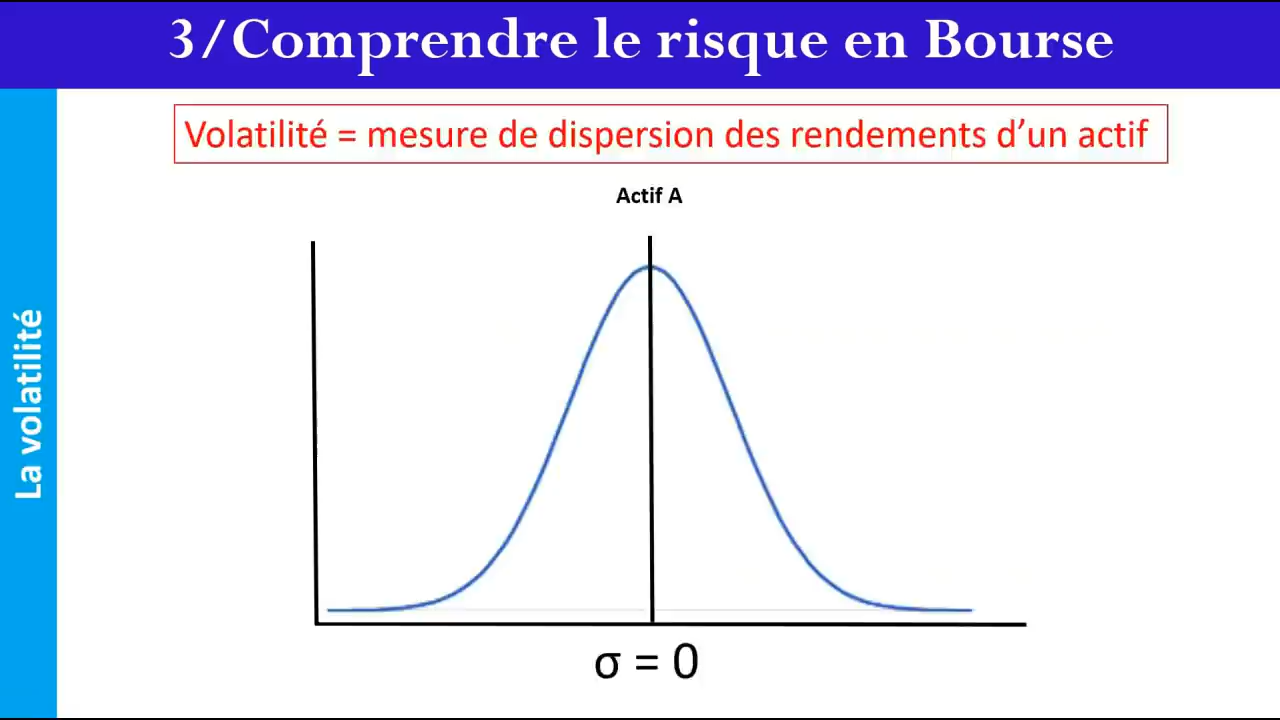 3/Comprendre le risque en Bourse
Volatilité = mesure de dispersion des rendements d’un actif
Actif A
La volatilité
σ = 0